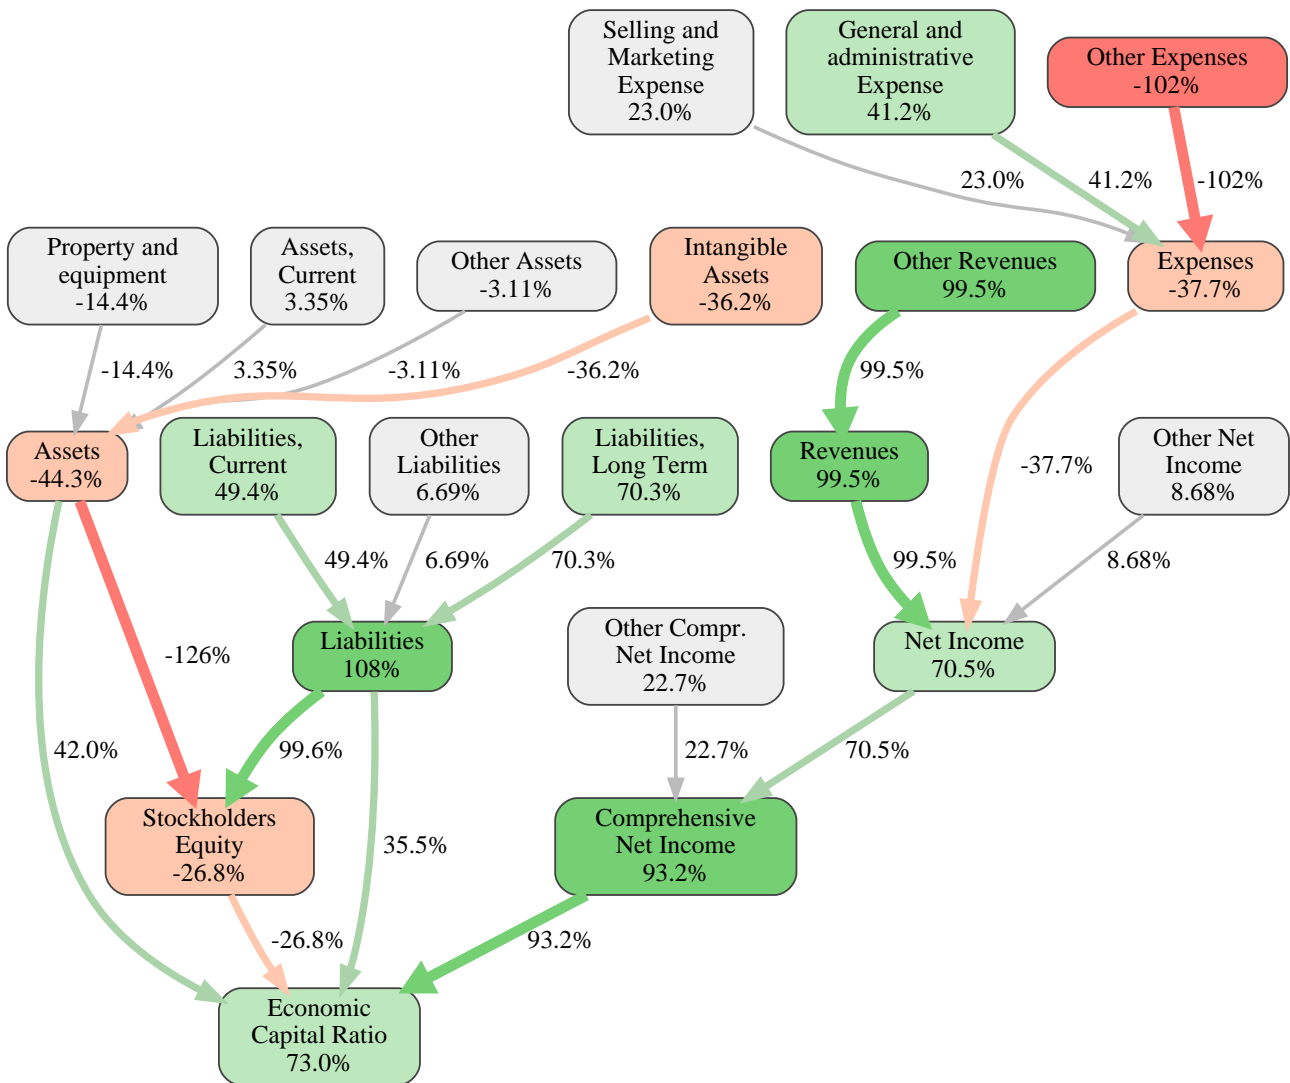 Selling and
Marketing
Expense
23.0%
General and
administrative
Expense
41.2%
Other Expenses
-102%
23.0%
41.2%
-102%
Property and
equipment
-14.4%
Assets,
Current
3.35%
Other Assets
-3.11%
Intangible
Assets
-36.2%
Other Revenues
99.5%
Expenses
-37.7%
-14.4%
3.35%
-3.11%
-36.2%
99.5%
Assets
-44.3%
Liabilities,
Current
49.4%
Other
Liabilities
6.69%
Liabilities,
Long Term
70.3%
Revenues
99.5%
-37.7%
Other Net
Income
8.68%
49.4%
6.69%
70.3%
99.5%
8.68%
-126%
Liabilities
108%
Other Compr.
Net Income
22.7%
Net Income
70.5%
42.0%
99.6%
22.7%
70.5%
Stockholders
Equity
-26.8%
35.5%
Comprehensive
Net Income
93.2%
-26.8%
93.2%
Economic
Capital Ratio
73.0%